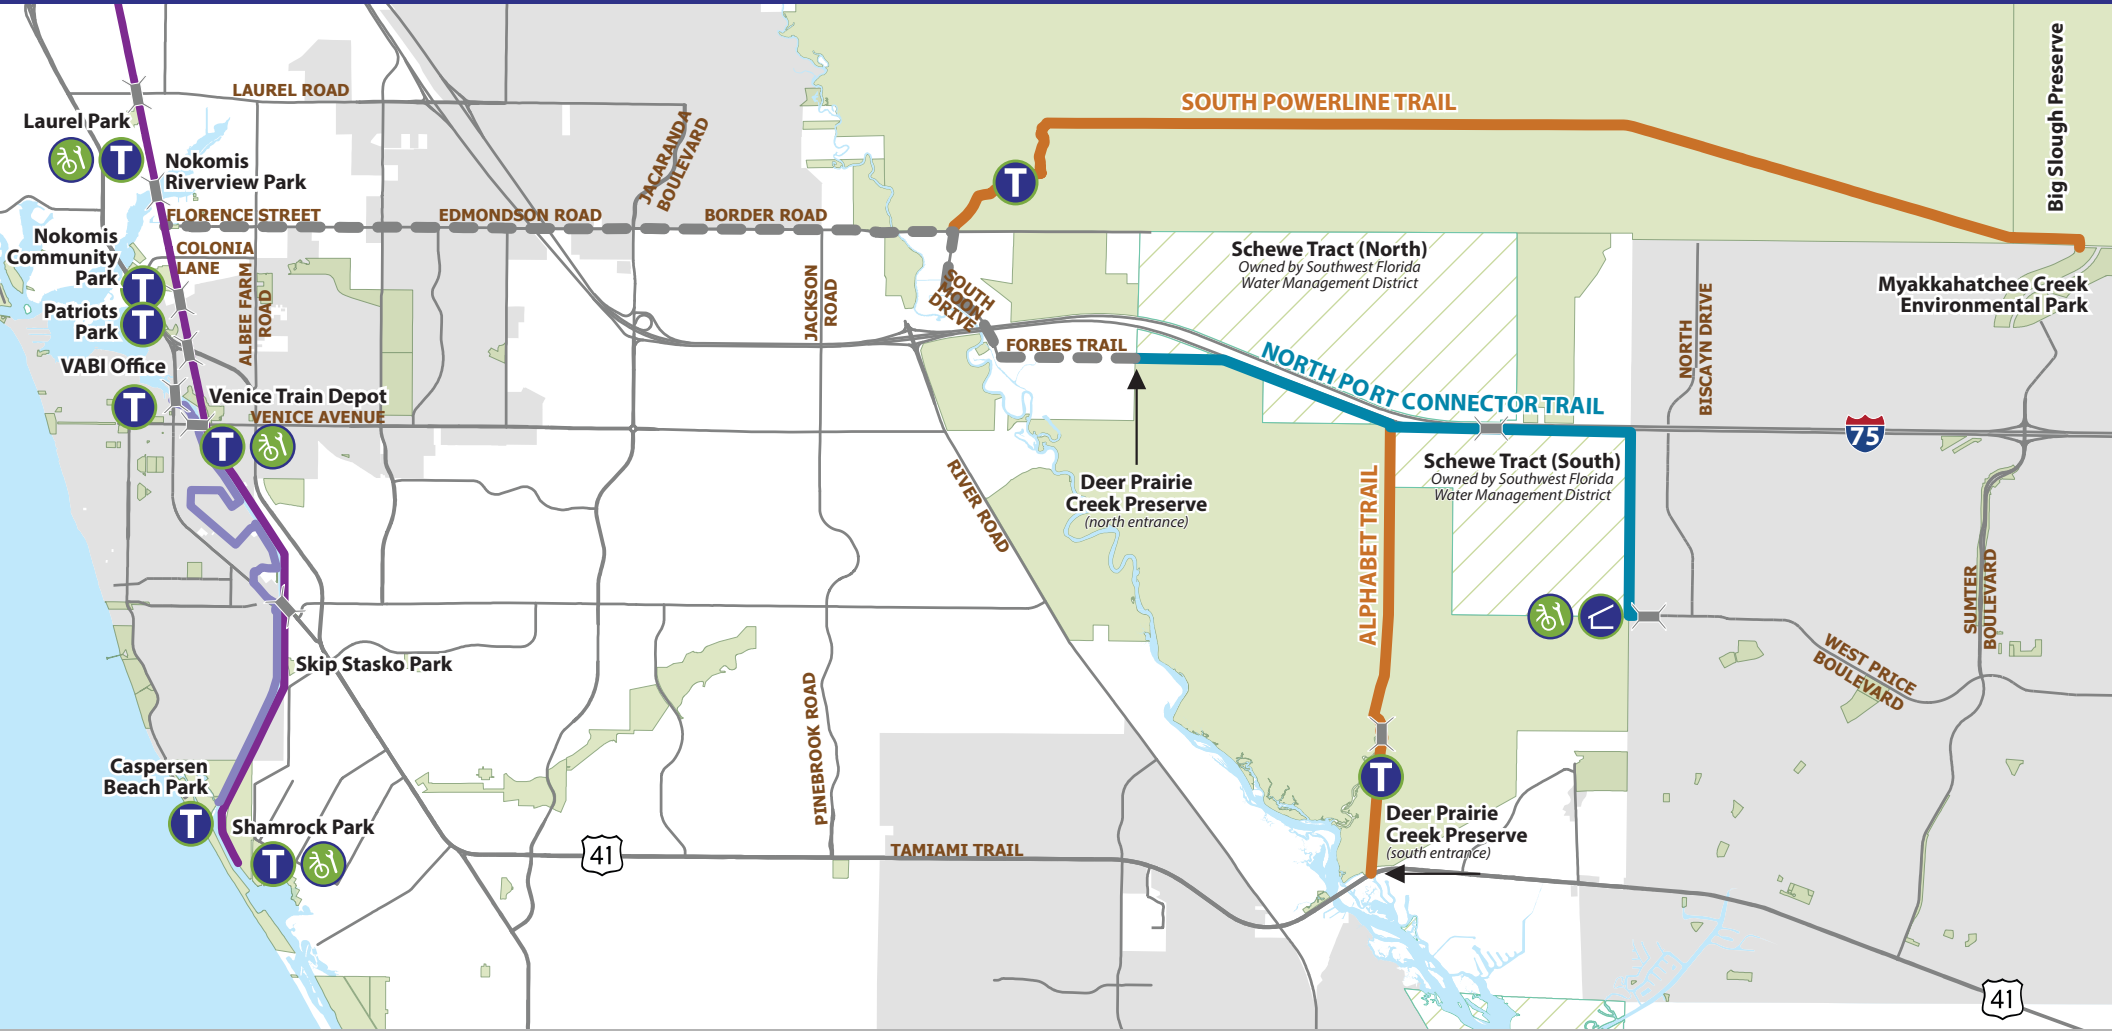 LAUREL ROAD
Laurel Park
T
Nokomis
Riverview Park
FLORENCE STREET
EDMONDSON ROAD
BORDER ROAD
JACARANDA
BOULEVARD
SOUTH POWERLINE TRAIL
T
Big Slough Preserve
Nokomis
Community
Park
T
COLONIA
LANE
Patriots
Park
T
ALBEE FARM
ROAD
JACKSON
ROAD
SOUTH
MOON
DRIVE
Schewe Tract (North)
Owned by Southwest Florida
Water Management District
Myakkahatchee Creek
Environmental Park
NORTH
BISCAYN DRIVE
VABI Office
T
Venice Train Depot
VENICE AVENUE
T
FORBES TRAIL
NORTH PORT CONNECTOR TRAIL
75
Deer Prairie
Creek Preserve
(north entrance)
RIVER ROAD
ALPHABET TRAIL
Schewe Tract (South)
Owned by Southwest Florida
Water Management District
SUMTER
BOULEVARD
WEST PRICE
BOULEVARD
Skip Stasko Park
PINEBROOK ROAD
Caspersen
Beach Park
T
Shamrock Park
T
41
TAMIAMI TRAIL
T
Deer Prairie
Creek Preserve
(south entrance)
41